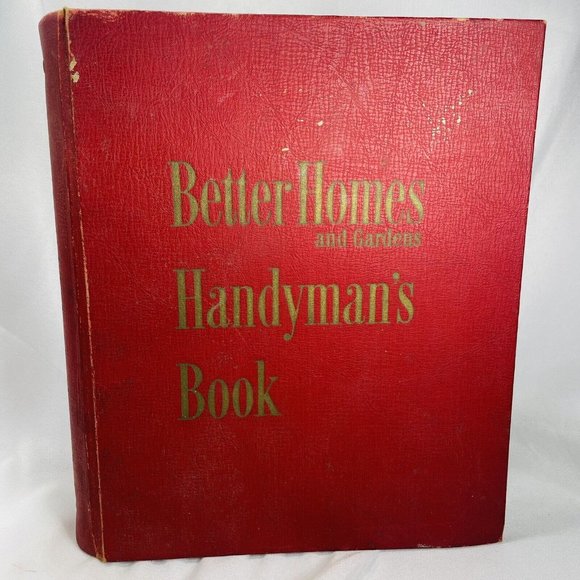 Better Homes
and Gardens
Handyman's
Book